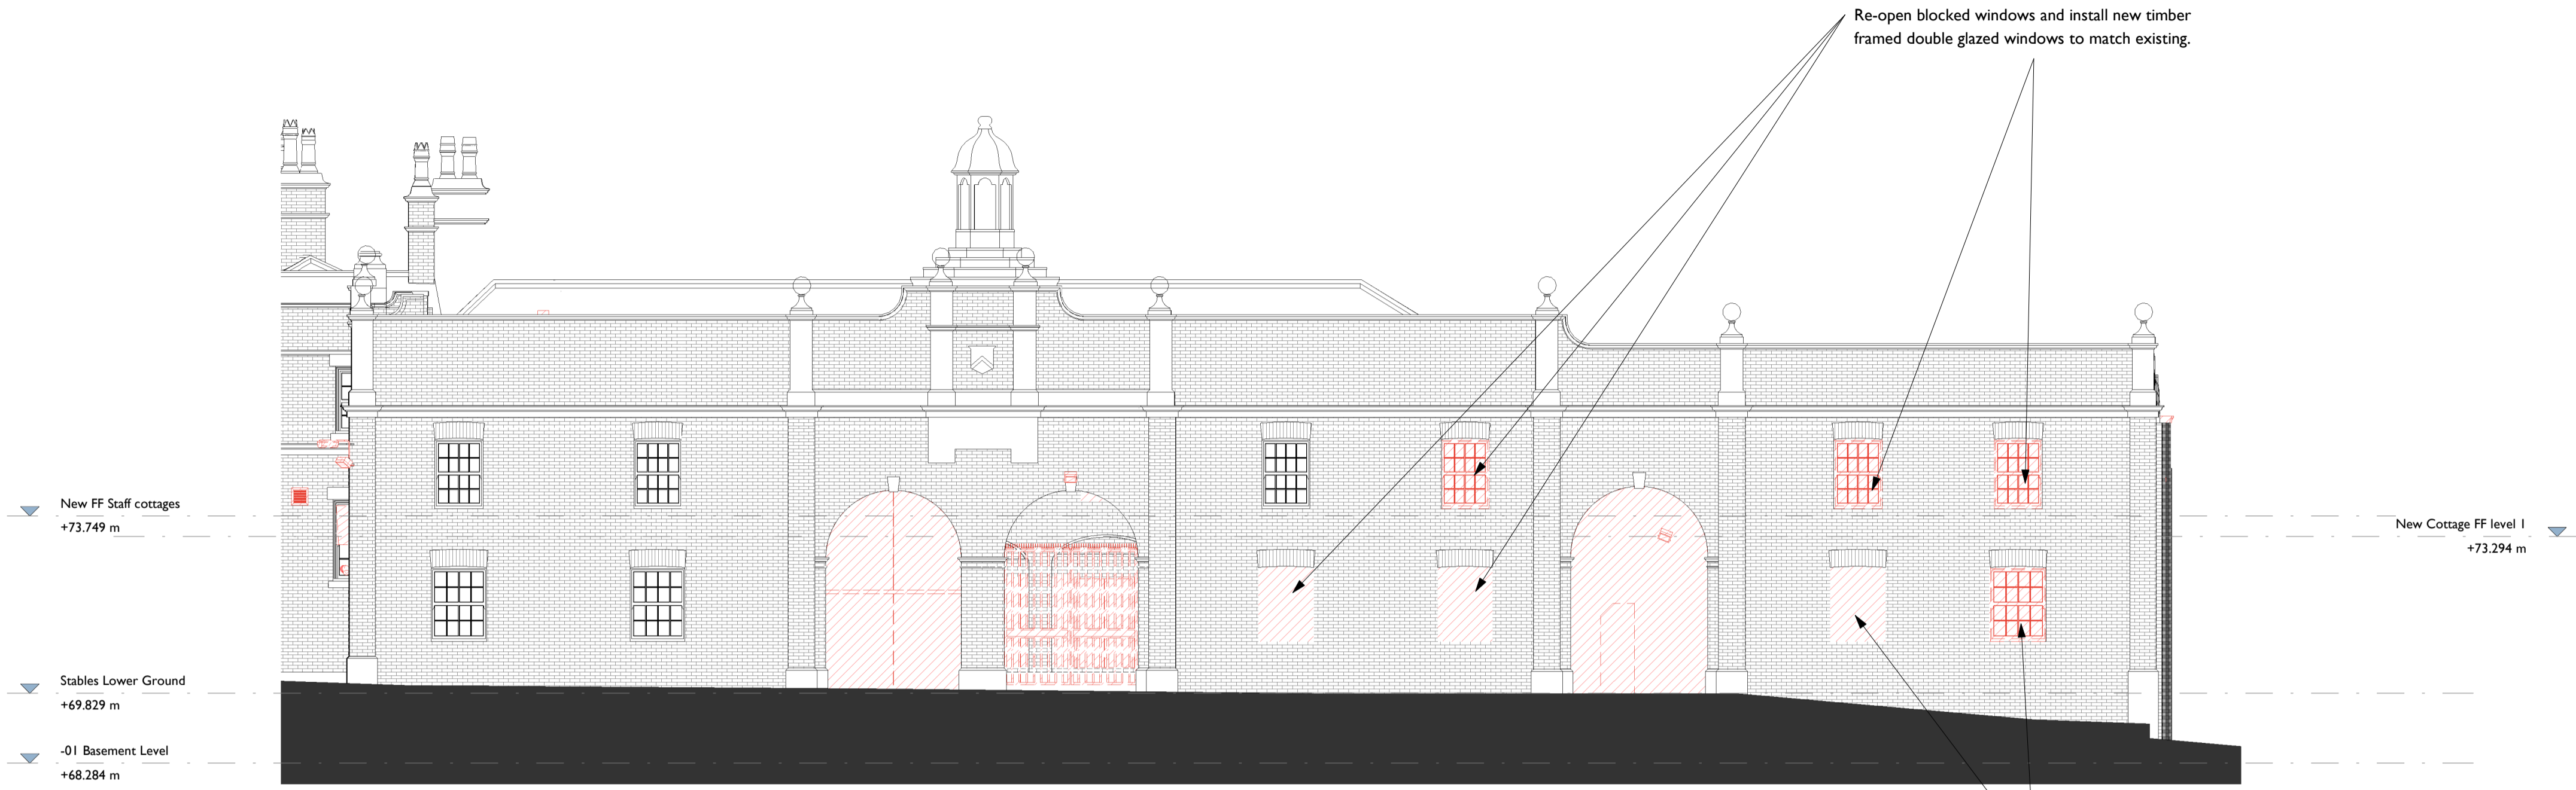 Re-open blocked windows and install new timber
framed double glazed windows to match existing.
New FF Staff cottages
+73.749 m
New Cottage FF level 1
+73.294 m
Stables Lower Ground
+69.829 m
-01 Basement Level
+68.284 m